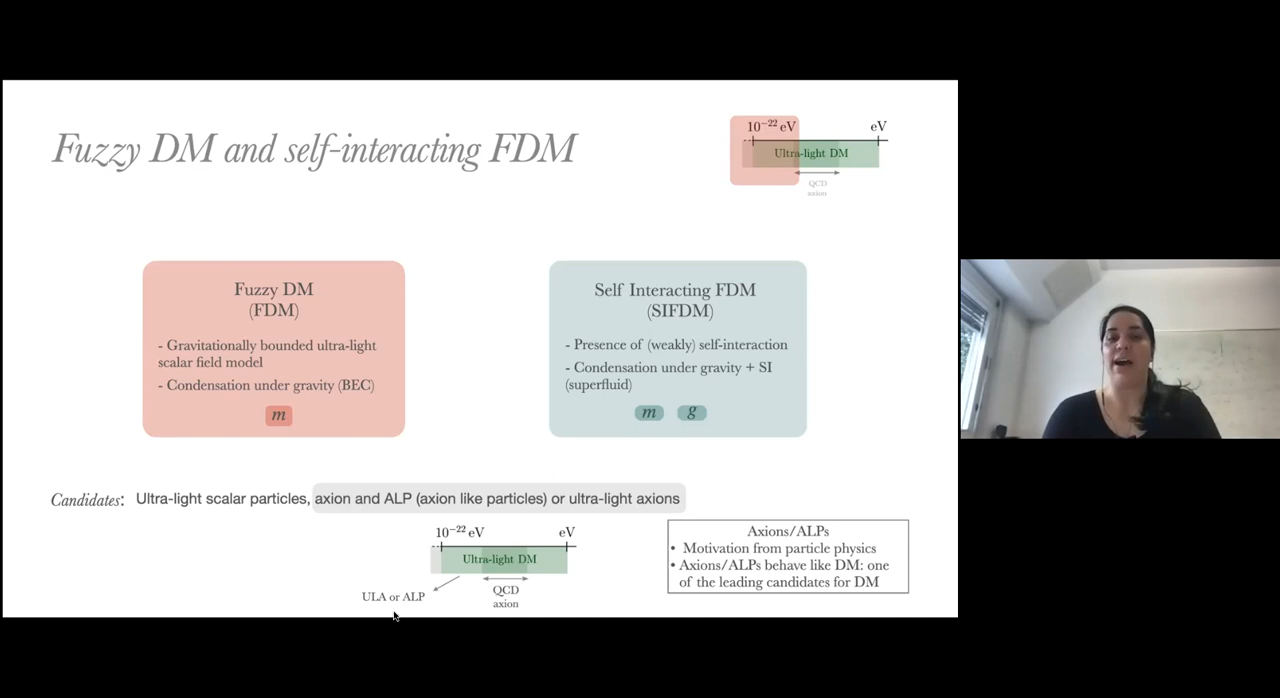 Fuzzy DM and self-interacting FDM
10⁻²² eV eV
Ultra-light DM
QCD
axion
Fuzzy DM
(FDM)
- Gravitationally bounded ultra-light
scalar field model
- Condensation under gravity (BEC)
m
Self Interacting FDM
(SIFDM)
- Presence of (weakly) self-interaction
- Condensation under gravity + SI
(superfluid)
m g
Candidates: Ultra-light scalar particles, axion and ALP (axion like particles) or ultra-light axions
10⁻²² eV eV
Ultra-light DM
ULA or ALP
QCD
axion
Axions/ALPs
• Motivation from particle physics
• Axions/ALPs behave like DM: one
of the leading candidates for DM